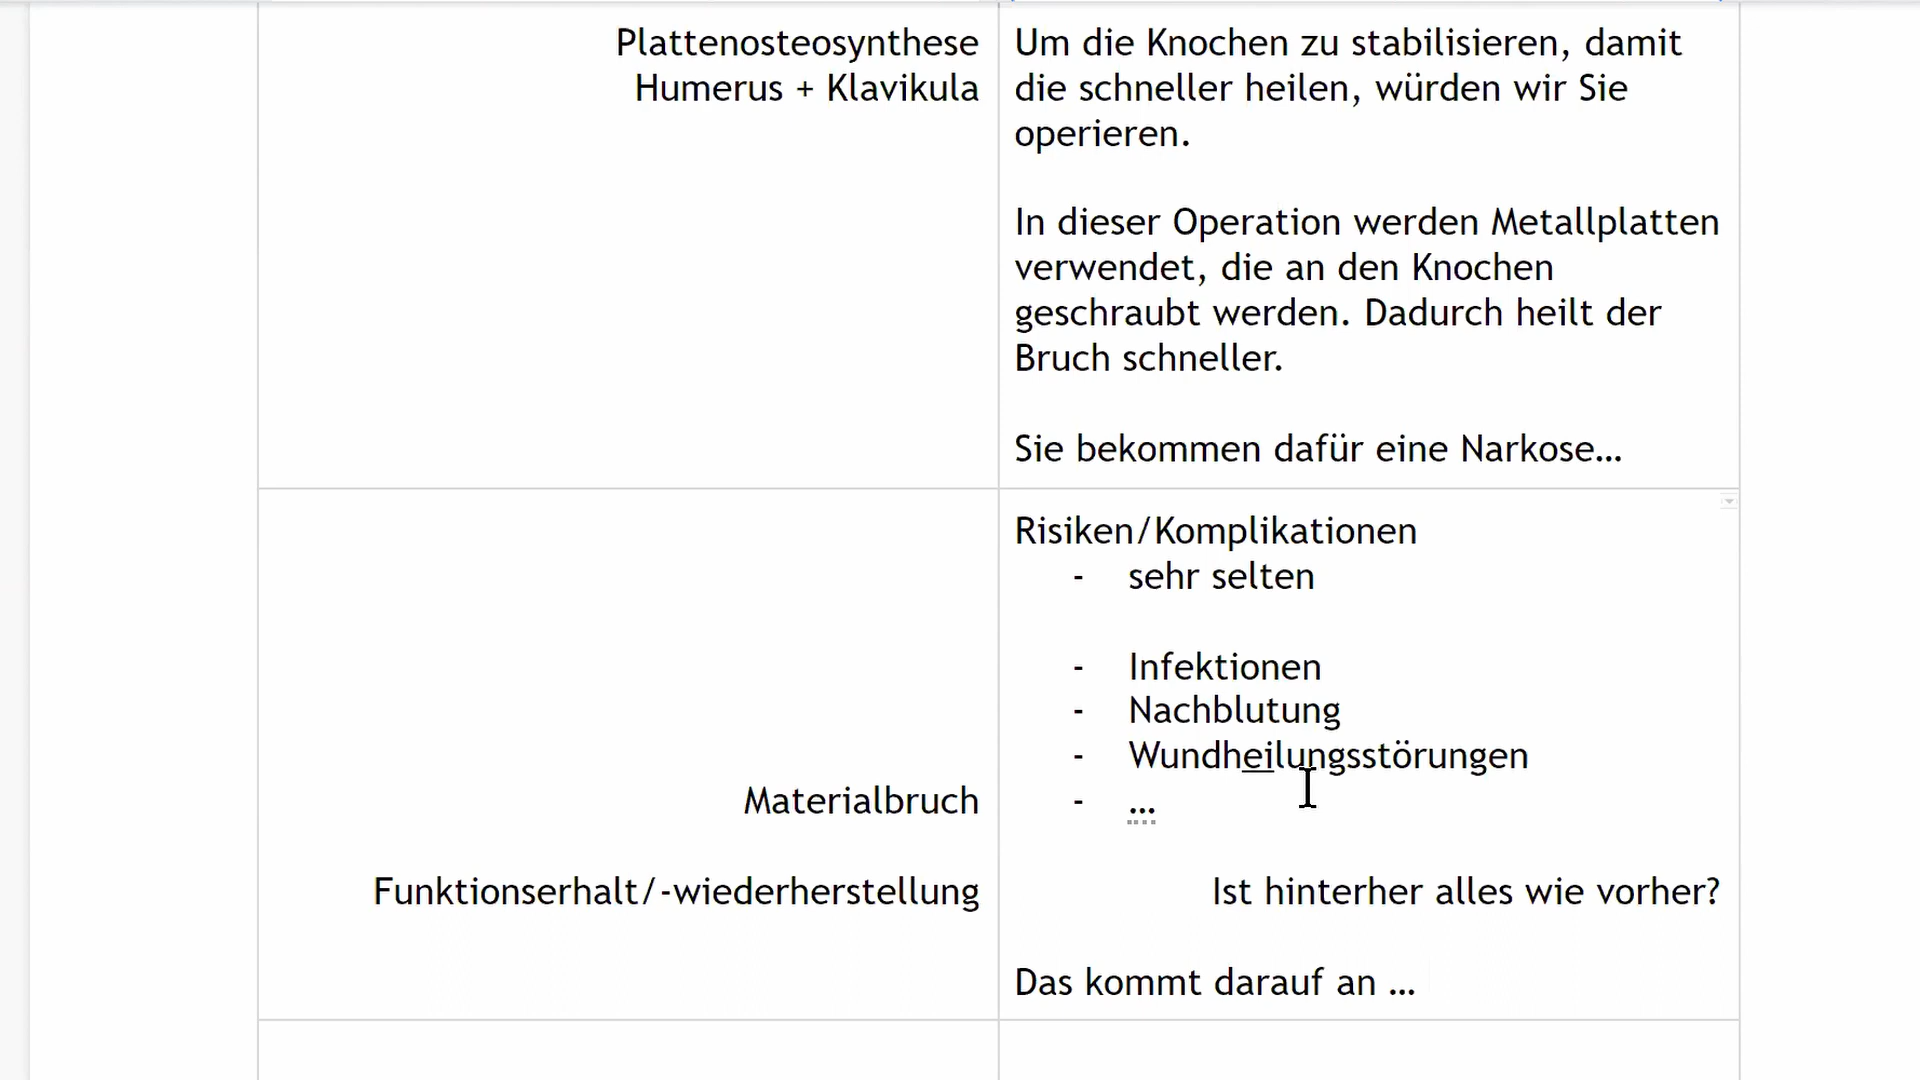 Plattenosteosynthese
Humerus + Klavikula
Um die Knochen zu stabilisieren, damit
die schneller heilen, würden wir Sie
operieren.
In dieser Operation werden Metallplatten
verwendet, die an den Knochen
geschraubt werden. Dadurch heilt der
Bruch schneller.
Sie bekommen dafür eine Narkose…
Risiken/Komplikationen
- sehr selten
- Infektionen
- Nachblutung
- Wundheilungsstörungen
- …
Materialbruch
Funktionserhalt/-wiederherstellung
Ist hinterher alles wie vorher?
Das kommt darauf an …